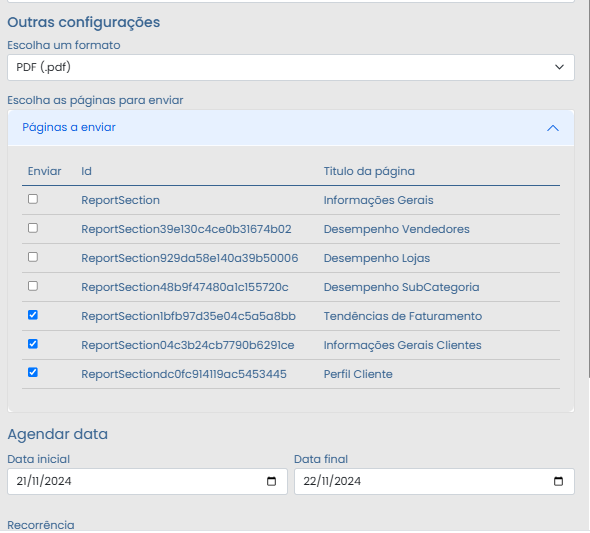 Outras configurações
Escolha um formato
PDF (.pdf)
Escolha as páginas para enviar
Páginas a enviar
Enviar Id Titulo da página
ReportSection Informações Gerais
ReportSection39e130c4ce0b31674b02 Desempenho Vendedores
ReportSection929da58e140a39b50006 Desempenho Lojas
ReportSection48b9f47480a1c155720c Desempenho SubCategoria
ReportSection1bfb97d35e04c5a5a8bb Tendências de Faturamento
ReportSection04c3b24cb7790b6291ce Informações Gerais Clientes
ReportSectiondc0fc914119ac5453445 Perfil Cliente
Agendar data
Data inicial Data final
21/11/2024 22/11/2024
Recorrência